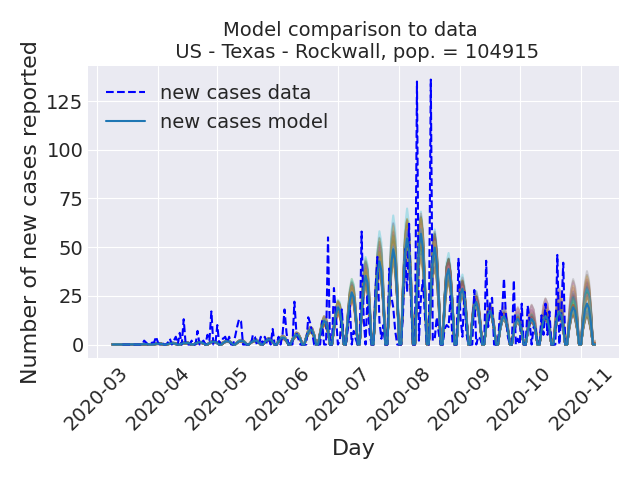 Model comparison to data
US - Texas - Rockwall, pop. = 104915
Number of new cases reported
new cases data
new cases model
125
100
75
50
25
0
2020-03
2020-04
2020-05
2020-06
2020-07
2020-08
2020-09
2020-10
2020-11
Day